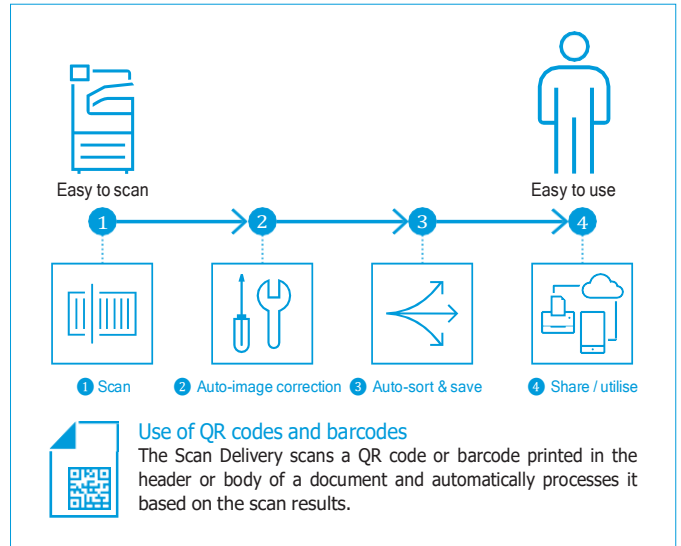 Easy to scan
Easy to use
1
2
3
4
1 Scan
2 Auto-image correction
3 Auto-sort & save
4 Share / utilise
Use of QR codes and barcodes
The Scan Delivery scans a QR code or barcode printed in the
header or body of a document and automatically processes it
based on the scan results.